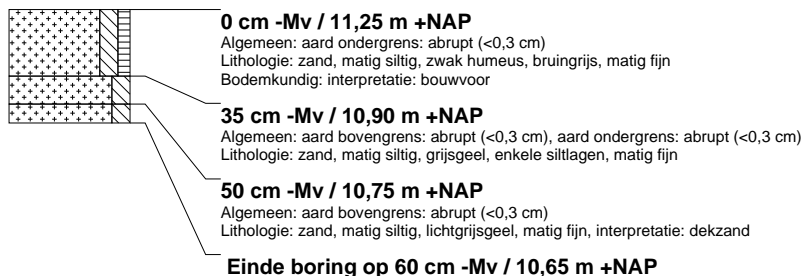 0 cm -Mv / 11,25 m +NAP
Algemeen: aard ondergrens: abrupt (<0,3 cm)
Lithologie: zand, matig siltig, zwak humeus, bruingrijs, matig fijn
Bodemkundig: interpretatie: bouwvoor
35 cm -Mv / 10,90 m +NAP
Algemeen: aard bovengrens: abrupt (<0,3 cm), aard ondergrens: abrupt (<0,3 cm)
Lithologie: zand, matig siltig, grijsgeel, enkele siltlagen, matig fijn
50 cm -Mv / 10,75 m +NAP
Algemeen: aard bovengrens: abrupt (<0,3 cm)
Lithologie: zand, matig siltig, lichtgrijsgeel, matig fijn, interpretatie: dekzand
Einde boring op 60 cm -Mv / 10,65 m +NAP